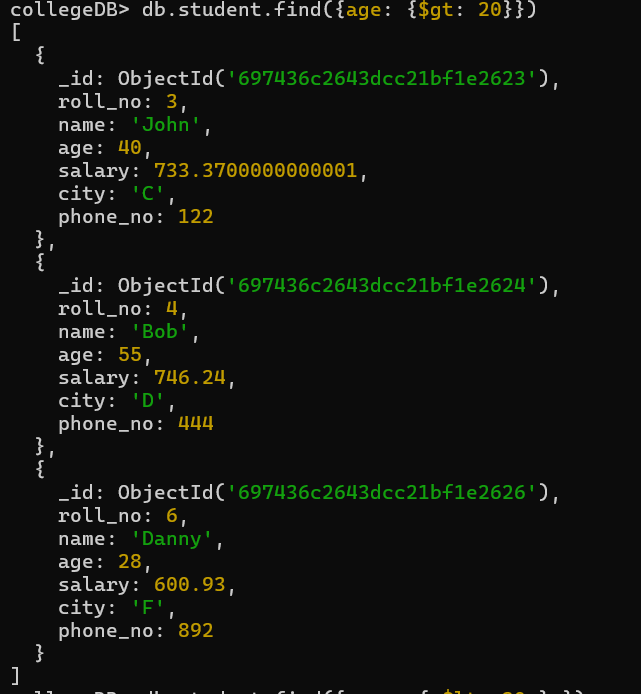 collegeDB> db.student.find({age: {$gt: 20}})
[
  {
    _id: ObjectId('697436c2643dcc21bf1e2623'),
    roll_no: 3,
    name: 'John',
    age: 40,
    salary: 733.3700000000001,
    city: 'C',
    phone_no: 122
  },
  {
    _id: ObjectId('697436c2643dcc21bf1e2624'),
    roll_no: 4,
    name: 'Bob',
    age: 55,
    salary: 746.24,
    city: 'D',
    phone_no: 444
  },
  {
    _id: ObjectId('697436c2643dcc21bf1e2626'),
    roll_no: 6,
    name: 'Danny',
    age: 28,
    salary: 600.93,
    city: 'F',
    phone_no: 892
  }
]